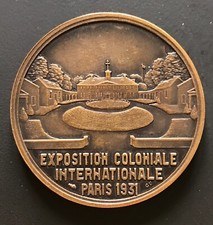 EXPOSITION COLONIALE
INTERNATIONALE
PARIS 1931